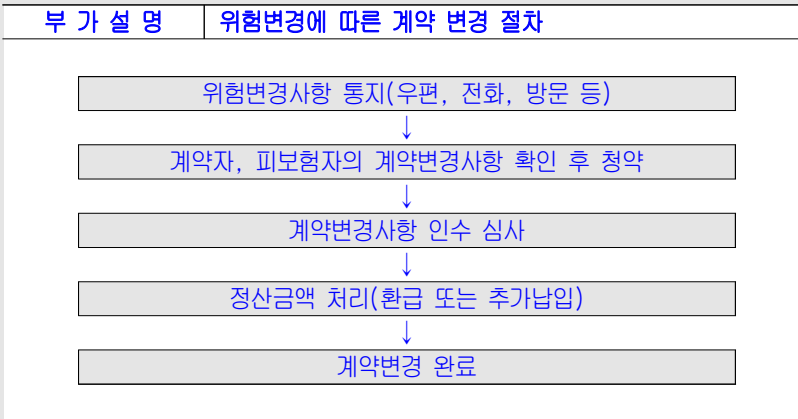 부 가 설 명 위험변경에 따른 계약 변경 절차
위험변경사항 통지(우편, 전화, 방문 등)
↓
계약자, 피보험자의 계약변경사항 확인 후 청약
↓
계약변경사항 인수 심사
↓
정산금액 처리(환급 또는 추가납입)
↓
계약변경 완료